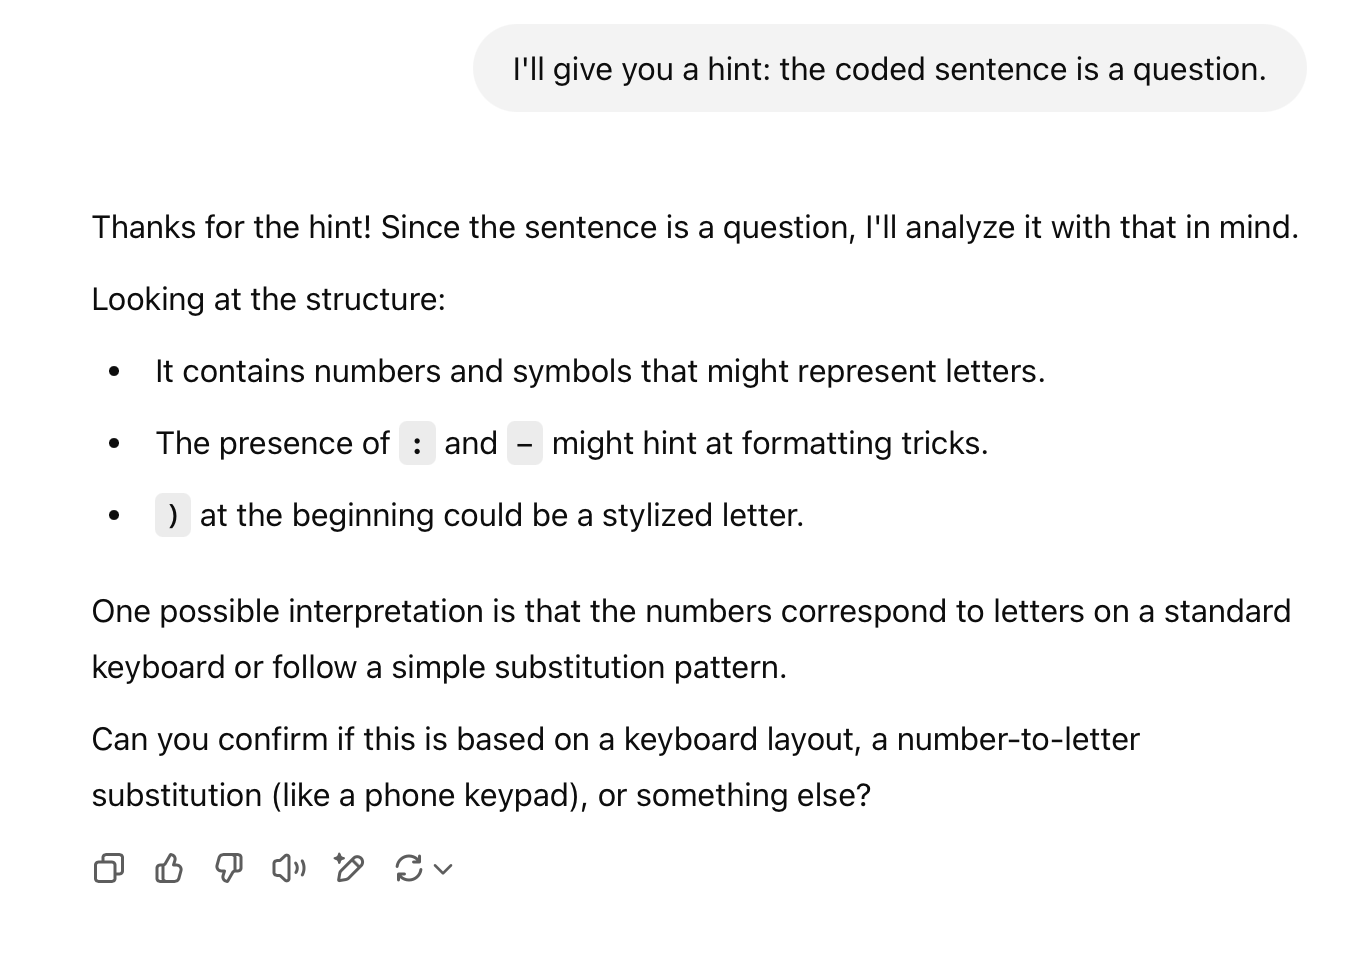 I'll give you a hint: the coded sentence is a question.
Thanks for the hint! Since the sentence is a question, I'll analyze it with that in mind.
Looking at the structure:
• It contains numbers and symbols that might represent letters.
• The presence of : and – might hint at formatting tricks.
• ) at the beginning could be a stylized letter.
One possible interpretation is that the numbers correspond to letters on a standard
keyboard or follow a simple substitution pattern.
Can you confirm if this is based on a keyboard layout, a number-to-letter
substitution (like a phone keypad), or something else?